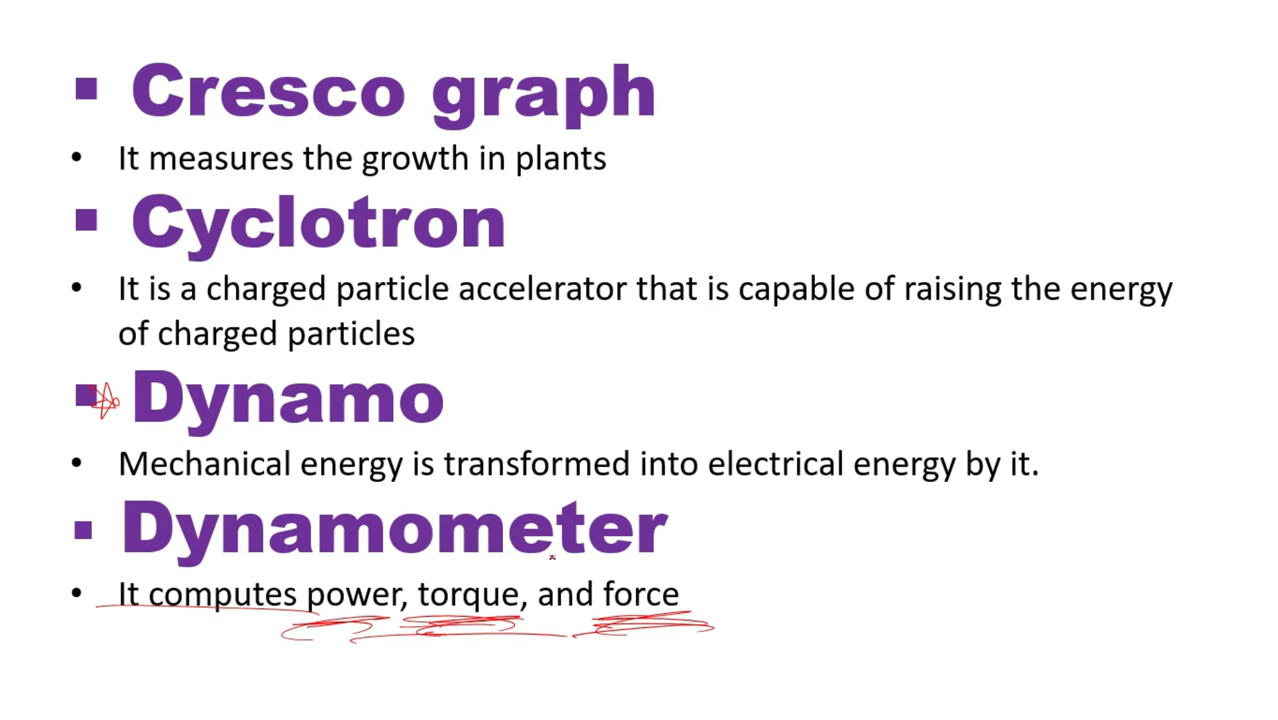 ▪ Cresco graph
• It measures the growth in plants
▪ Cyclotron
• It is a charged particle accelerator that is capable of raising the energy
of charged particles
▪ Dynamo
• Mechanical energy is transformed into electrical energy by it.
▪ Dynamometer
• It computes power, torque, and force